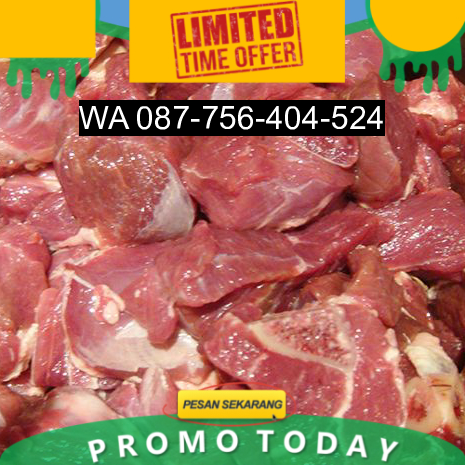 LIMITED
TIME OFFER
WA 087-756-404-524
PESAN SEKARANG
PROMO TODAY